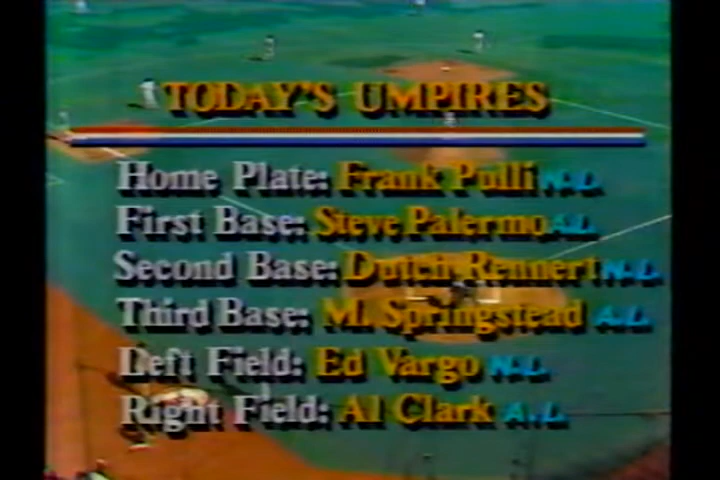 TODAY'S UMPIRES
Home Plate: Frank Pulli N.L.
First Base: Steve Palermo A.L.
Second Base: Dutch Rennert N.L.
Third Base: M. Springstead A.L.
Left Field: Ed Vargo N.L.
Right Field: Al Clark A.L.